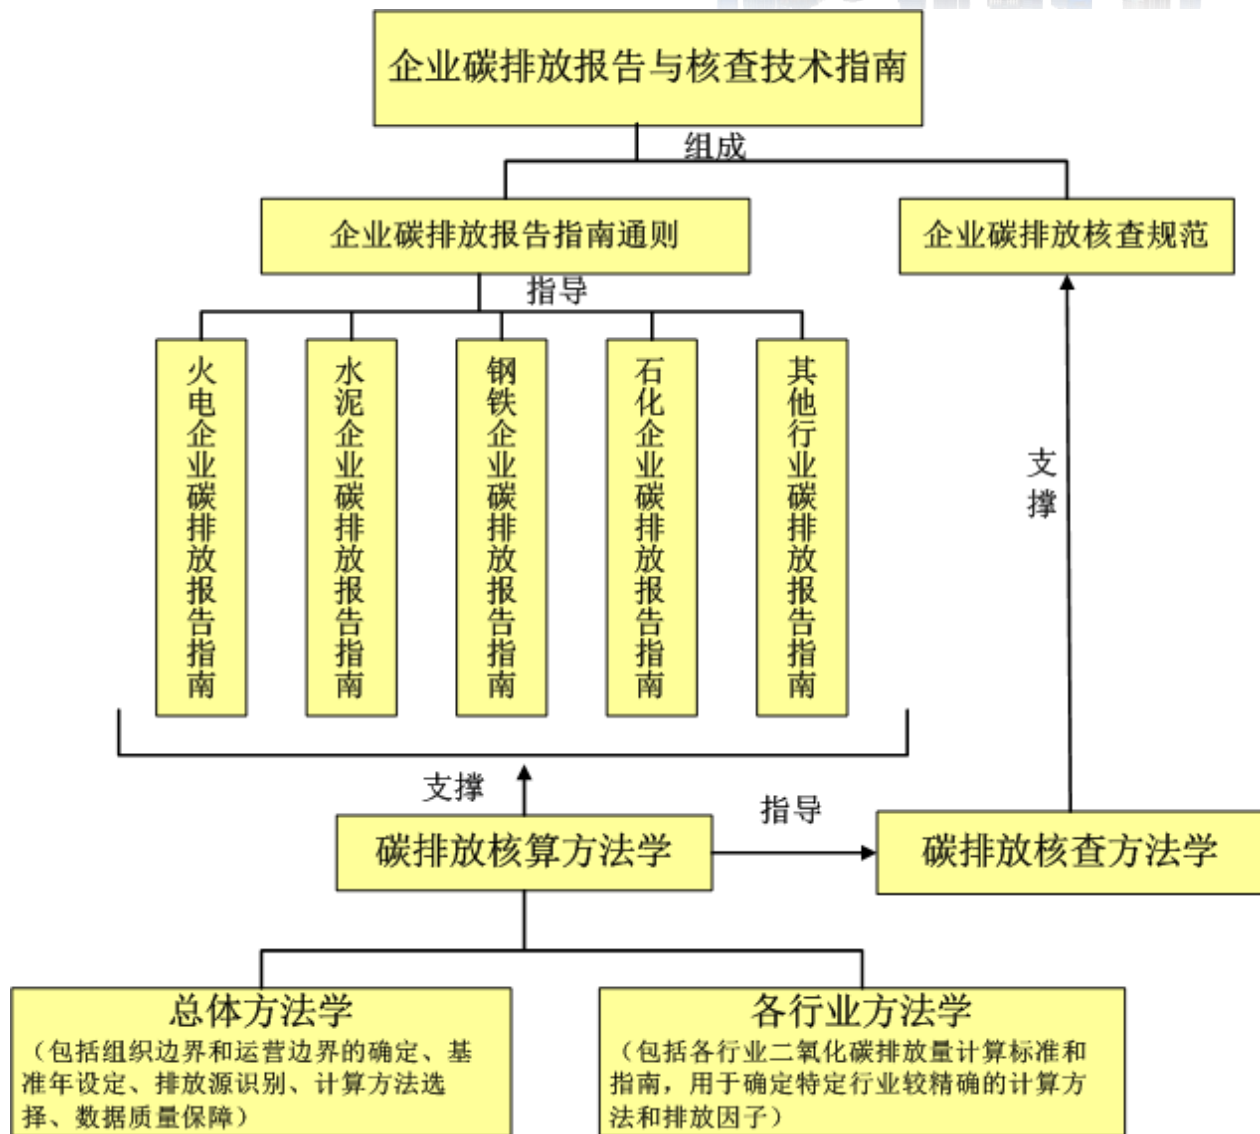 企业碳排放报告与核查技术指南
组成
企业碳排放报告指南通则
企业碳排放核查规范
指导
火电企业碳排放报告指南
水泥企业碳排放报告指南
钢铁企业碳排放报告指南
石化企业碳排放报告指南
其他行业碳排放报告指南
支撑
支撑
指导
碳排放核算方法学
碳排放核查方法学
总体方法学
（包括组织边界和运营边界的确定、基
准年设定、排放源识别、计算方法选
择、数据质量保障）
各行业方法学
（包括各行业二氧化碳排放量计算标准和
指南，用于确定特定行业较精确的计算方
法和排放因子）